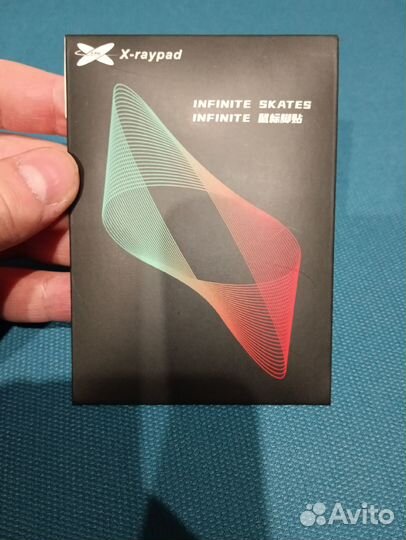 X-raypad
INFINITE SKATES
INFINITE 鼠标脚贴
Avito